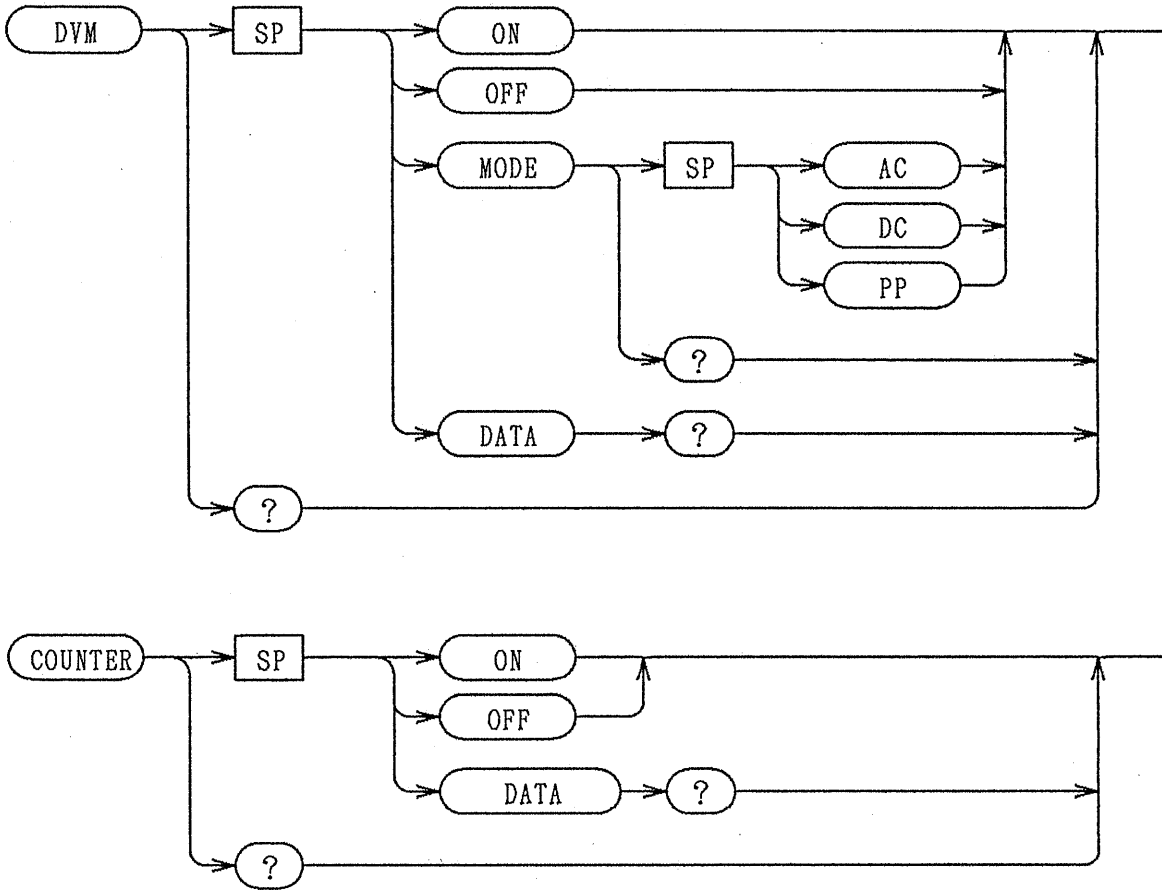 DVM SP ON
OFF
MODE SP AC
DC
PP
?
DATA ?
?
COUNTER SP ON
OFF
DATA ?
?